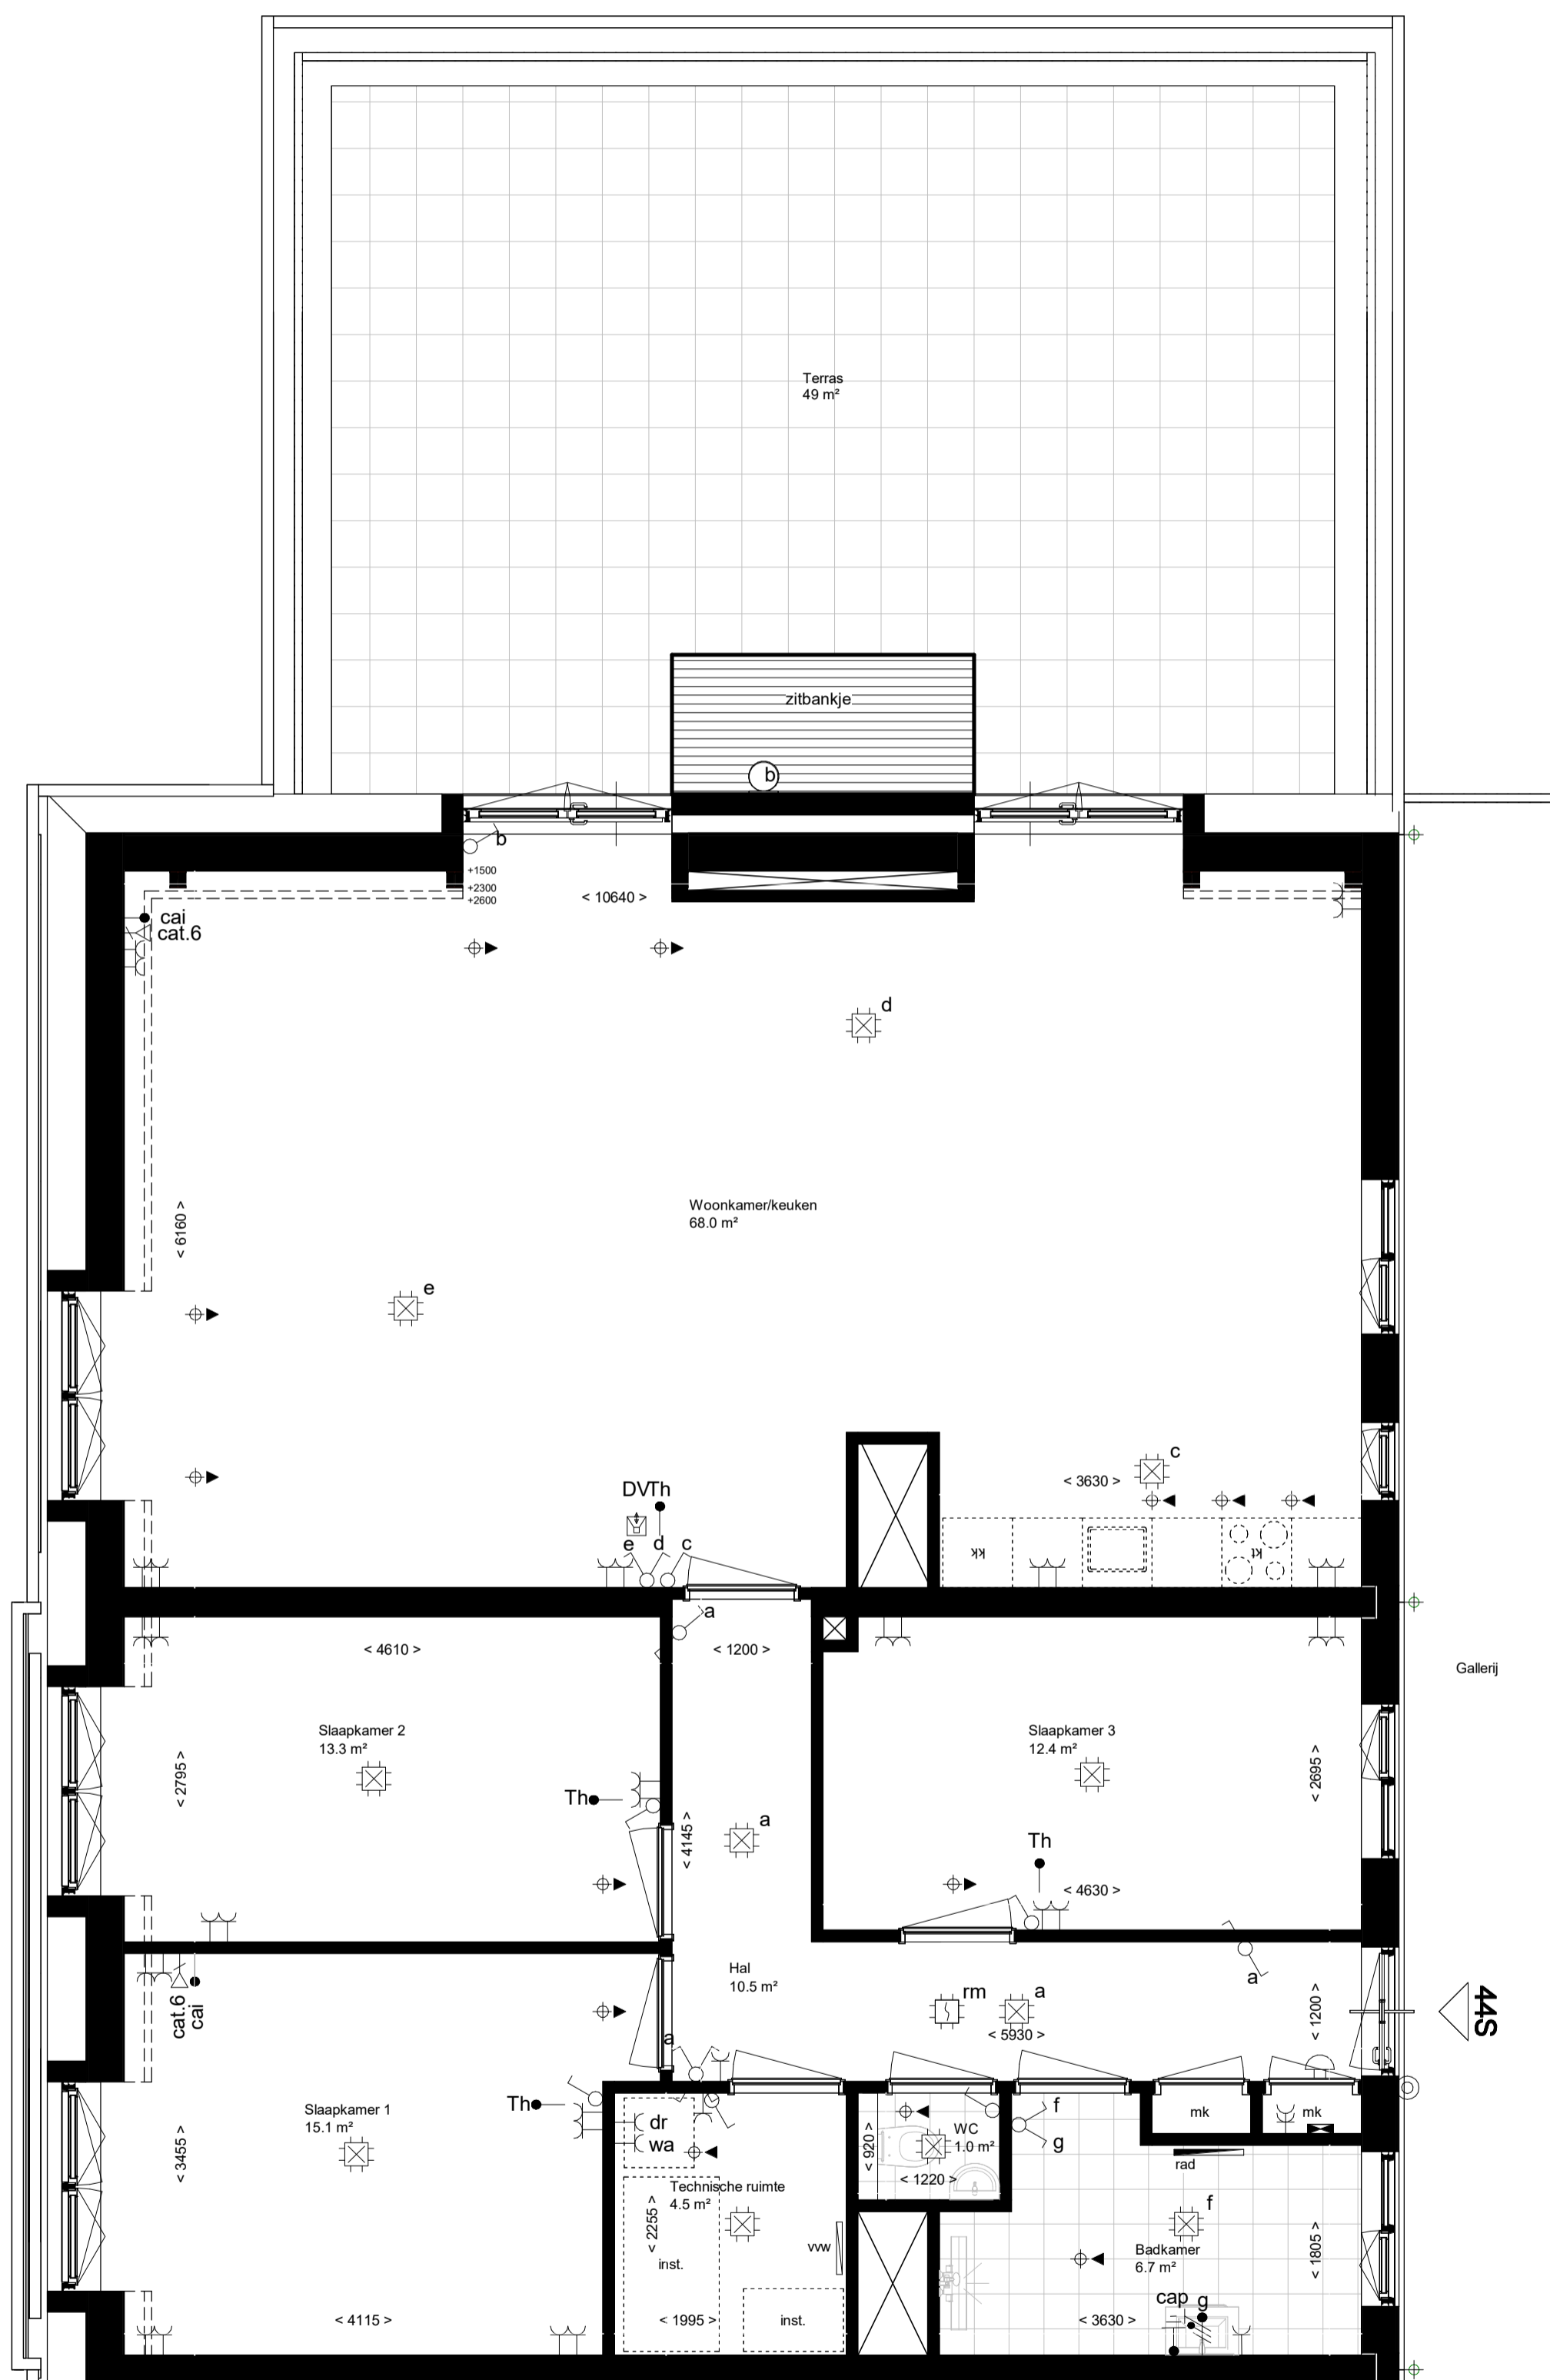 Terras
49 m²
zitbankje
b
b
+1500
+2300
+2600
< 10640 >
cai
cat.6
d
Woonkamer/keuken
68.0 m²
< 6160 >
e
c
< 3630 >
DVTh
e d c
kk
kt
a
< 4610 >
< 1200 >
Gallerij
Slaapkamer 2
13.3 m²
Slaapkamer 3
12.4 m²
< 2795 >
< 2695 >
Th
a
< 4145 >
Th
< 4630 >
Hal
10.5 m²
a
cat.6
cai
rm
a
< 5930 >
< 1200 >
44S
a
Th
Slaapkamer 1
15.1 m²
< 3455 >
dr
wa
WC
1.0 m²
< 920 >
< 1220 >
f
g
mk
mk
rad
Technische ruimte
4.5 m²
< 2255 >
inst.
vvw
f
Badkamer
6.7 m²
< 1805 >
cap g
< 4115 >
< 1995 >
inst.
< 3630 >